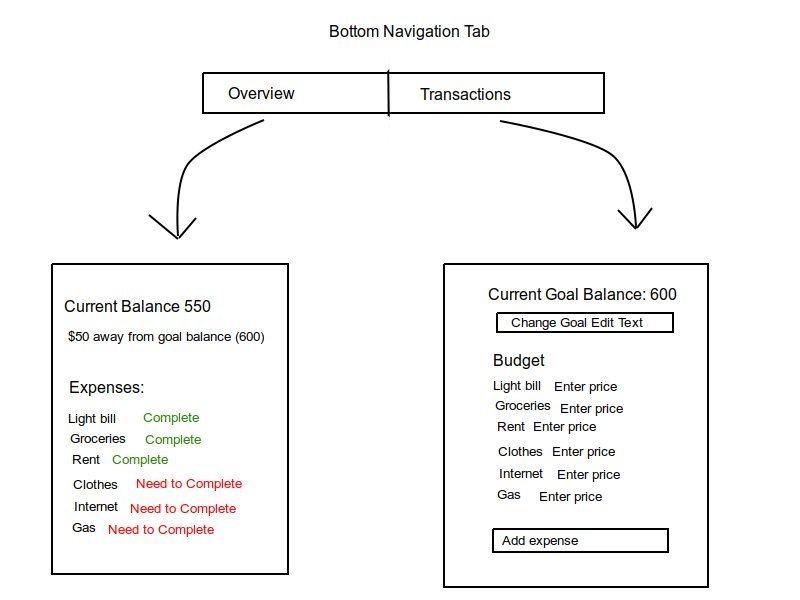 Bottom Navigation Tab
Overview
Transactions
Current Balance 550
$50 away from goal balance (600)
Expenses:
Light bill Complete
Groceries Complete
Rent Complete
Clothes Need to Complete
Internet Need to Complete
Gas Need to Complete
Current Goal Balance: 600
Change Goal Edit Text
Budget
Light bill Enter price
Groceries Enter price
Rent Enter price
Clothes Enter price
Internet Enter price
Gas Enter price
Add expense